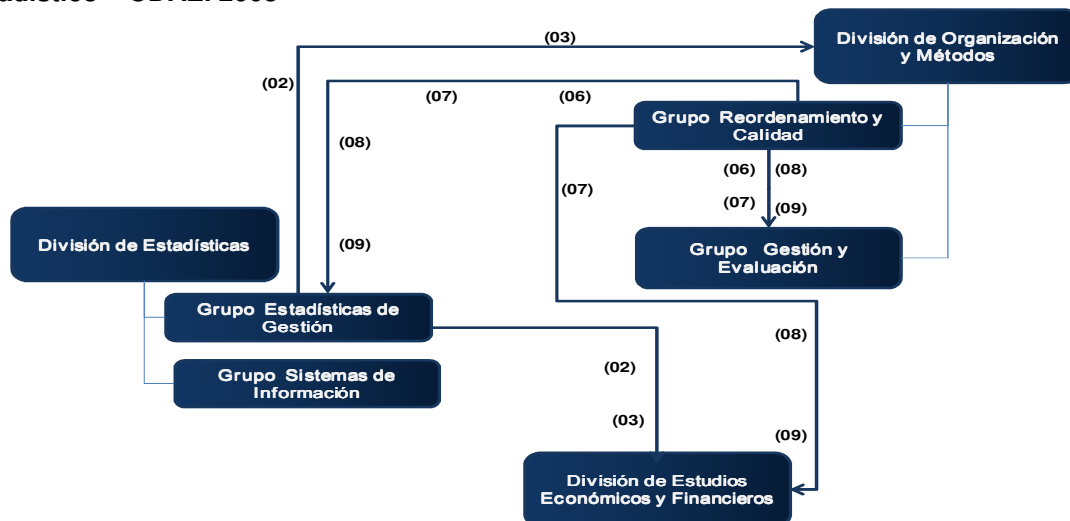 (03)
División de Organización
y Métodos
(02)
(07)
(06)
Grupo Reordenamiento y
Calidad
(08)
(06)
(08)
(07)
(07)
(09)
División de Estadísticas
(09)
Grupo Gestión y
Evaluación
Grupo Estadísticas de
Gestión
(08)
(02)
Grupo Sistemas de
Información
(03)
(09)
División de Estudios
Económicos y Financieros